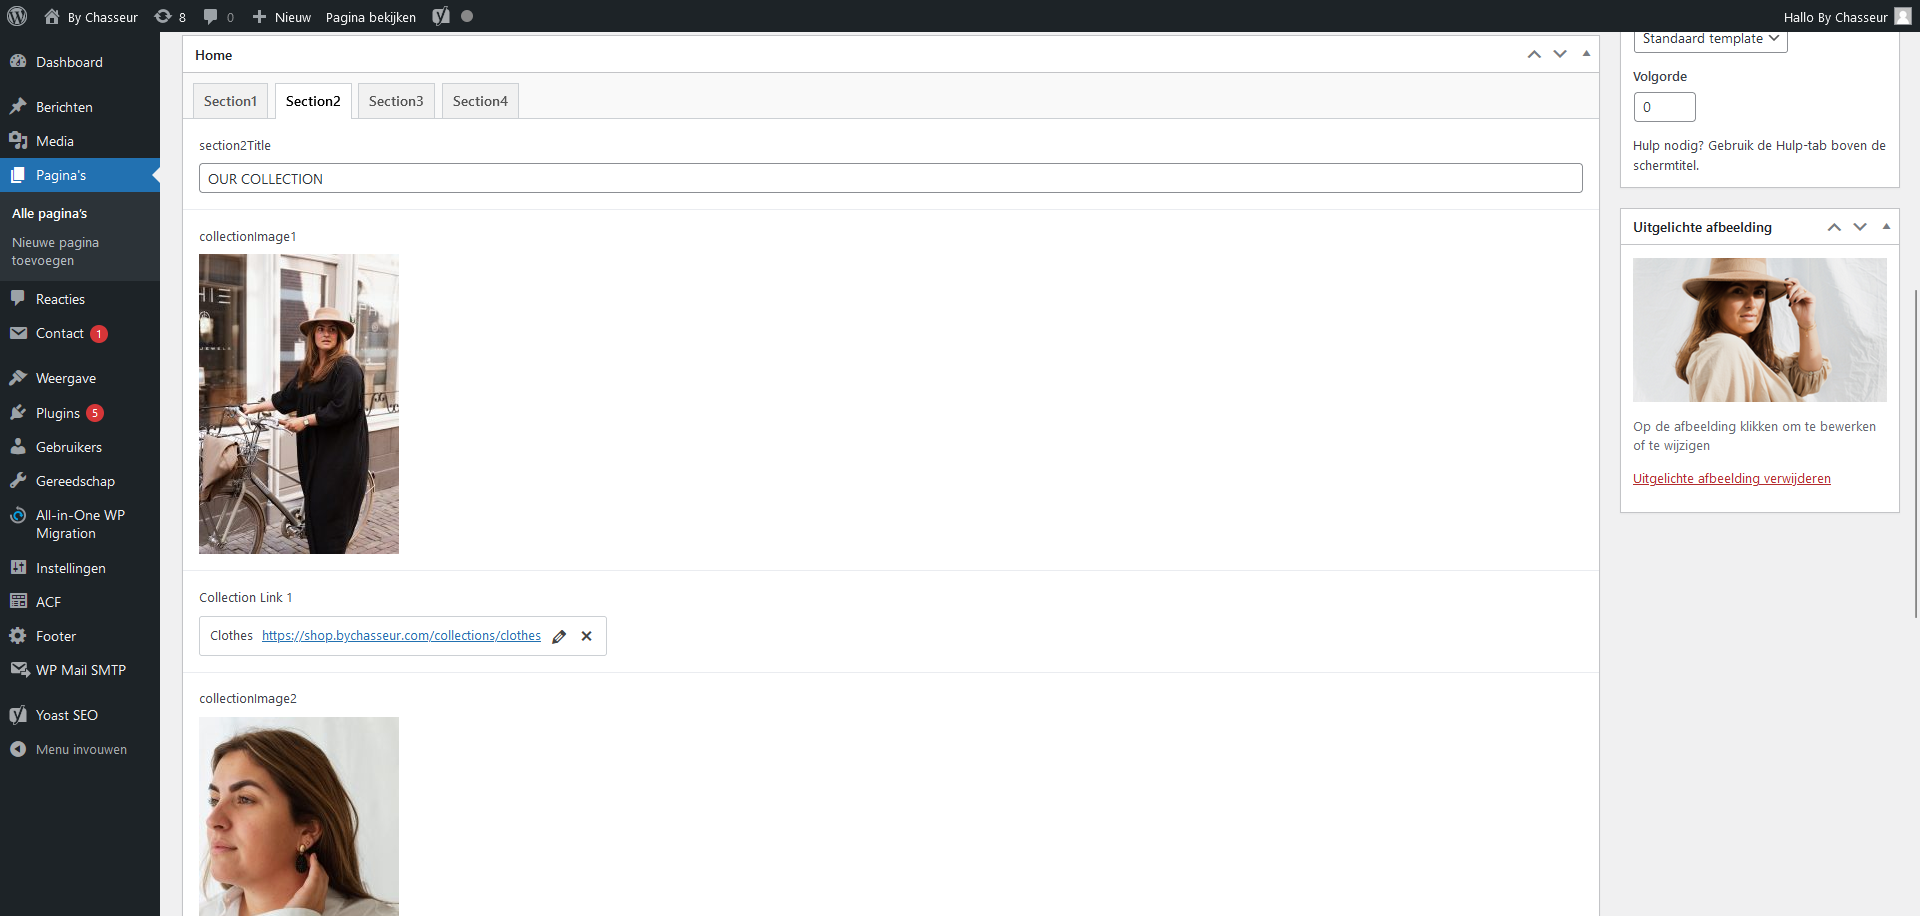 By Chasseur 8 0 Nieuw Pagina bekijken Hallo By Chasseur
Dashboard
Berichten
Media
Pagina's
Alle pagina's
Nieuwe pagina
toevoegen
Reacties
Contact 1
Weergave
Plugins 5
Gebruikers
Gereedschap
All-in-One WP
Migration
Instellingen
ACF
Footer
WP Mail SMTP
Yoast SEO
Menu invouwen
Home
Section1 Section2 Section3 Section4
section2Title
OUR COLLECTION
collectionImage1
Collection Link 1
Clothes https://shop.bychasseur.com/collections/clothes
collectionImage2
Standaard template
Volgorde
0
Hulp nodig? Gebruik de Hulp-tab boven de
schermtitel.
Uitgelichte afbeelding
Op de afbeelding klikken om te bewerken
of te wijzigen
Uitgelichte afbeelding verwijderen